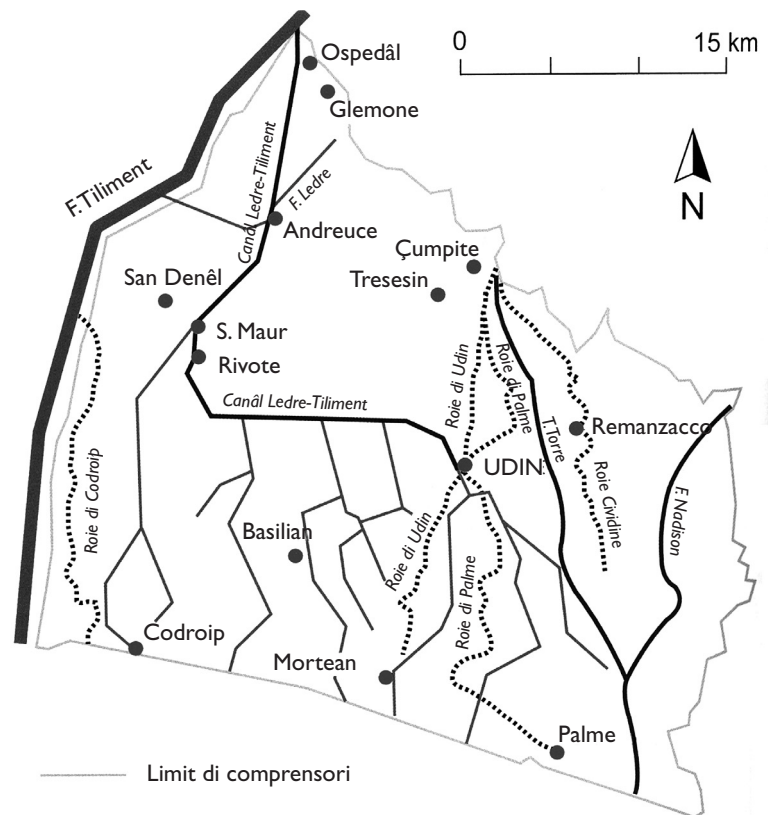 0 15 km
Ospedâl
Glemone
N
F. Tiliment
Canâl Ledre-Tiliment
F. Ledre
Andreuce
Çumpite
San Denêl
Tresesin
S. Maur
Rivote
Roie di Udin
Roie di Palme
T. Torre
Canâl Ledre-Tiliment
Remanzacco
UDIN
Roie di Codroip
Roie Cividine
F. Nadison
Basilian
Roie di Udin
Roie di Palme
Codroip
Mortean
Palme
Limit di comprensori